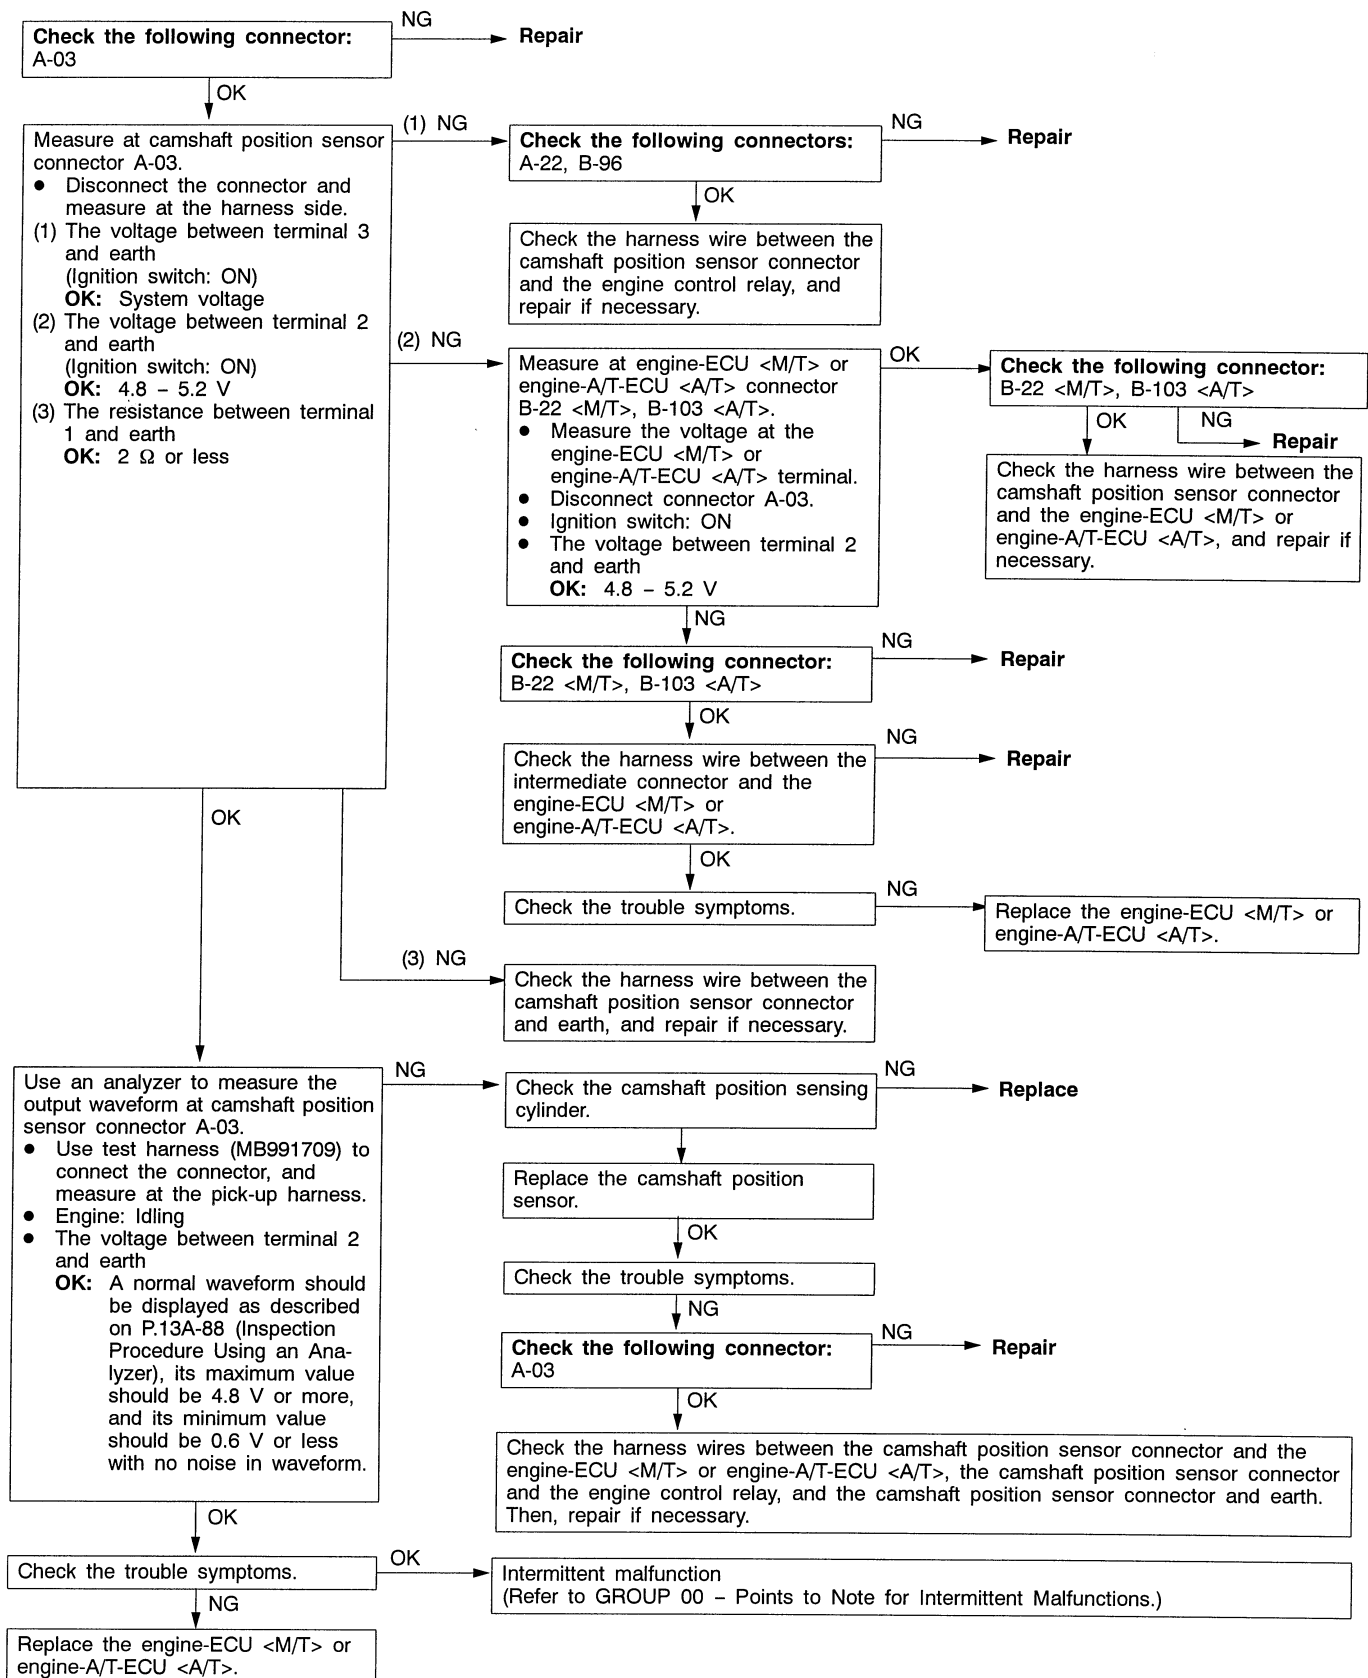 Check the following connector:
A-03
NG
Repair
OK
Measure at camshaft position sensor
connector A-03.
● Disconnect the connector and
measure at the harness side.
(1) The voltage between terminal 3
and earth
(Ignition switch: ON)
OK: System voltage
(2) The voltage between terminal 2
and earth
(Ignition switch: ON)
OK: 4.8 – 5.2 V
(3) The resistance between terminal
1 and earth
OK: 2 Ω or less
(1) NG
Check the following connectors:
A-22, B-96
NG
Repair
OK
Check the harness wire between the
camshaft position sensor connector
and the engine control relay, and
repair if necessary.
(2) NG
Measure at engine-ECU <M/T> or
engine-A/T-ECU <A/T> connector
B-22 <M/T>, B-103 <A/T>.
● Measure the voltage at the
engine-ECU <M/T> or
engine-A/T-ECU <A/T> terminal.
● Disconnect connector A-03.
● Ignition switch: ON
● The voltage between terminal 2
and earth
OK: 4.8 – 5.2 V
OK
Check the following connector:
B-22 <M/T>, B-103 <A/T>
OK
NG
Repair
Check the harness wire between the
camshaft position sensor connector
and the engine-ECU <M/T> or
engine-A/T-ECU <A/T>, and repair if
necessary.
NG
Check the following connector:
B-22 <M/T>, B-103 <A/T>
NG
Repair
OK
Check the harness wire between the
intermediate connector and the
engine-ECU <M/T> or
engine-A/T-ECU <A/T>.
NG
Repair
OK
Check the trouble symptoms.
NG
Replace the engine-ECU <M/T> or
engine-A/T-ECU <A/T>.
OK
(3) NG
Check the harness wire between the
camshaft position sensor connector
and earth, and repair if necessary.
Use an analyzer to measure the
output waveform at camshaft position
sensor connector A-03.
● Use test harness (MB991709) to
connect the connector, and
measure at the pick-up harness.
● Engine: Idling
● The voltage between terminal 2
and earth
OK: A normal waveform should
be displayed as described
on P.13A-88 (Inspection
Procedure Using an Ana-
lyzer), its maximum value
should be 4.8 V or more,
and its minimum value
should be 0.6 V or less
with no noise in waveform.
NG
Check the camshaft position sensing
cylinder.
NG
Replace
Replace the camshaft position
sensor.
OK
Check the trouble symptoms.
NG
Check the following connector:
A-03
NG
Repair
OK
Check the harness wires between the camshaft position sensor connector and the
engine-ECU <M/T> or engine-A/T-ECU <A/T>, the camshaft position sensor connector
and the engine control relay, and the camshaft position sensor connector and earth.
Then, repair if necessary.
OK
Check the trouble symptoms.
OK
Intermittent malfunction
(Refer to GROUP 00 – Points to Note for Intermittent Malfunctions.)
NG
Replace the engine-ECU <M/T> or
engine-A/T-ECU <A/T>.